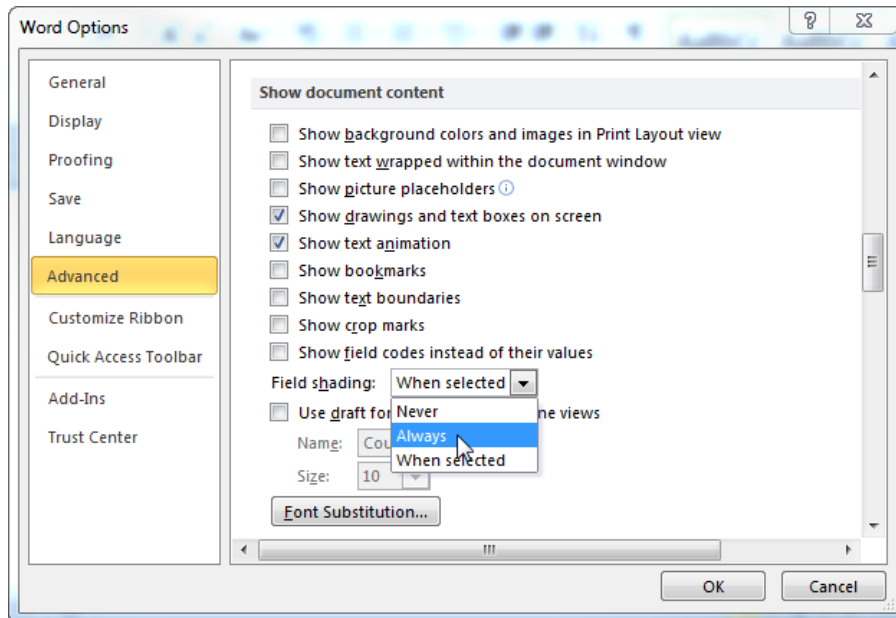 Word Options
General
Display
Proofing
Save
Language
Advanced
Customize Ribbon
Quick Access Toolbar
Add-Ins
Trust Center
Show document content
Show background colors and images in Print Layout view
Show text wrapped within the document window
Show picture placeholders
Show drawings and text boxes on screen
Show text animation
Show bookmarks
Show text boundaries
Show crop marks
Show field codes instead of their values
Field shading: When selected
Never
Always
When selected
Use draft for ne views
Name: Cou
Size: 10
Font Substitution...
OK Cancel